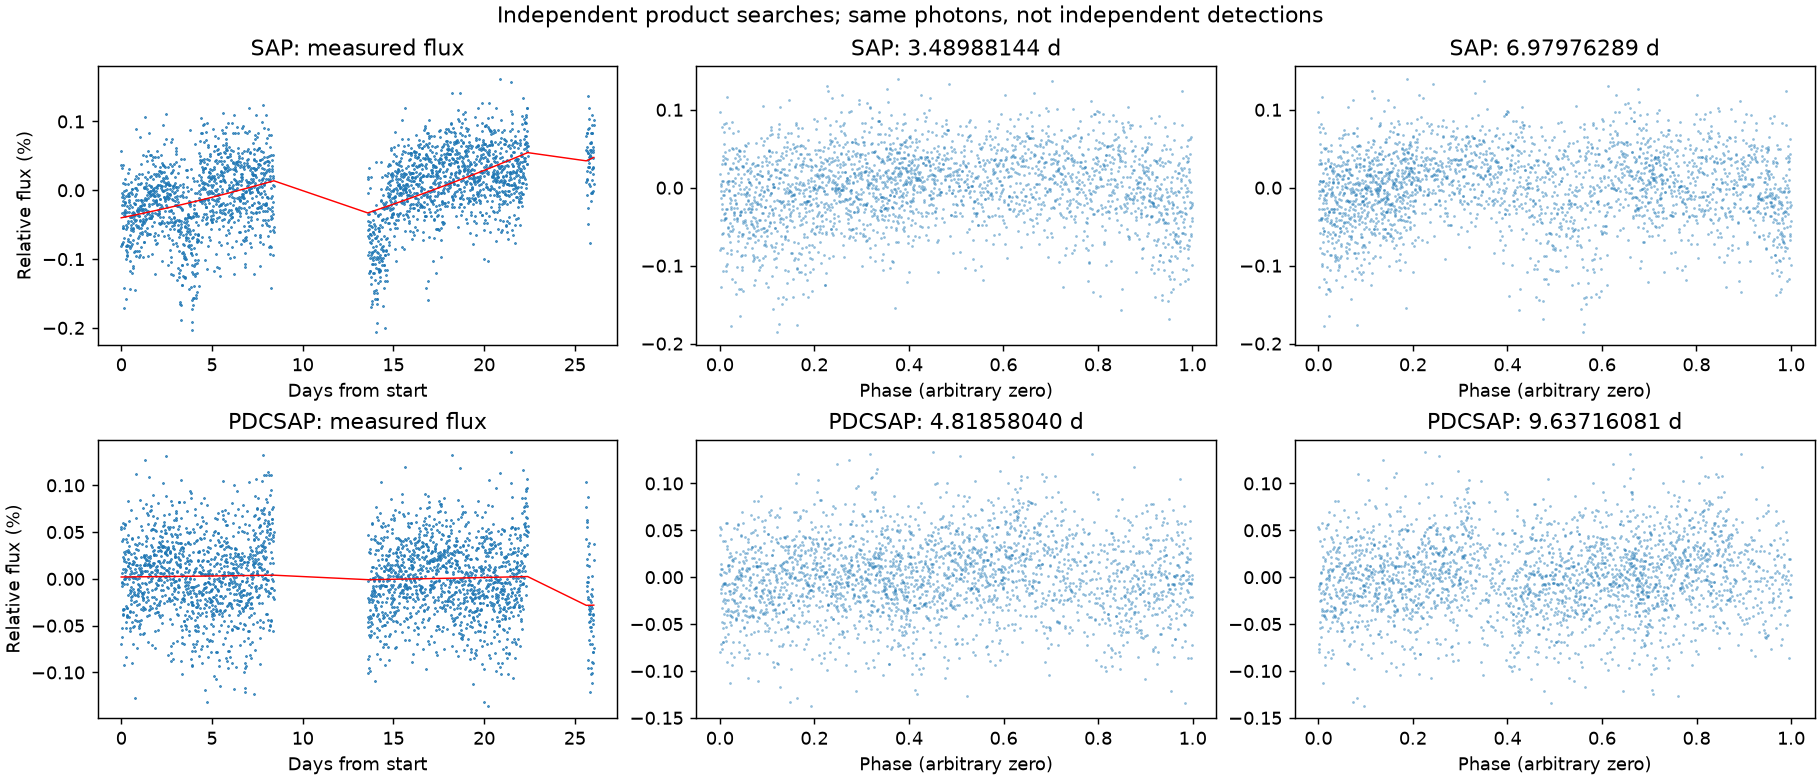 Independent product searches; same photons, not independent detections
SAP: measured flux
SAP: 3.48988144 d
SAP: 6.97976289 d
Relative flux (%)
0.1
0.0
−0.1
−0.2
0 5 10 15 20 25
Days from start
0.1
0.0
−0.1
−0.2
0.0 0.2 0.4 0.6 0.8 1.0
Phase (arbitrary zero)
0.1
0.0
−0.1
−0.2
0.0 0.2 0.4 0.6 0.8 1.0
Phase (arbitrary zero)
PDCSAP: measured flux
PDCSAP: 4.81858040 d
PDCSAP: 9.63716081 d
Relative flux (%)
0.10
0.05
0.00
−0.05
−0.10
0 5 10 15 20 25
Days from start
0.10
0.05
0.00
−0.05
−0.10
−0.15
0.0 0.2 0.4 0.6 0.8 1.0
Phase (arbitrary zero)
0.10
0.05
0.00
−0.05
−0.10
−0.15
0.0 0.2 0.4 0.6 0.8 1.0
Phase (arbitrary zero)